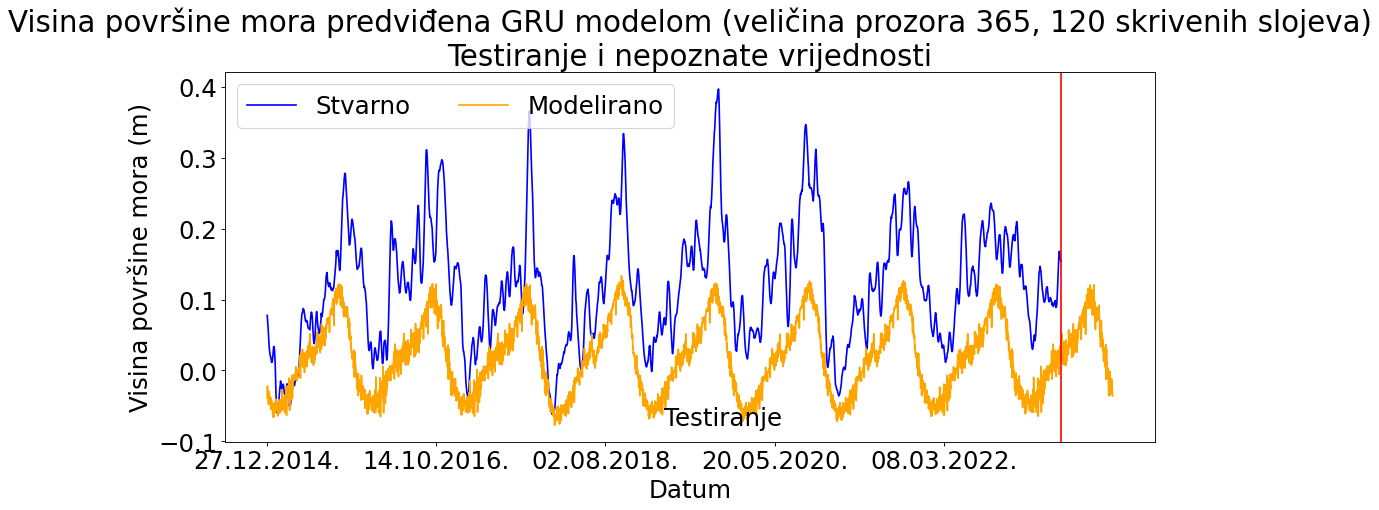 Visina površine mora predviđena GRU modelom (veličina prozora 365, 120 skrivenih slojeva)
Testiranje i nepoznate vrijednosti
Stvarno Modelirano
Visina površine mora (m)
0.4
0.3
0.2
0.1
0.0
−0.1
Testiranje
27.12.2014. 14.10.2016. 02.08.2018. 20.05.2020. 08.03.2022.
Datum